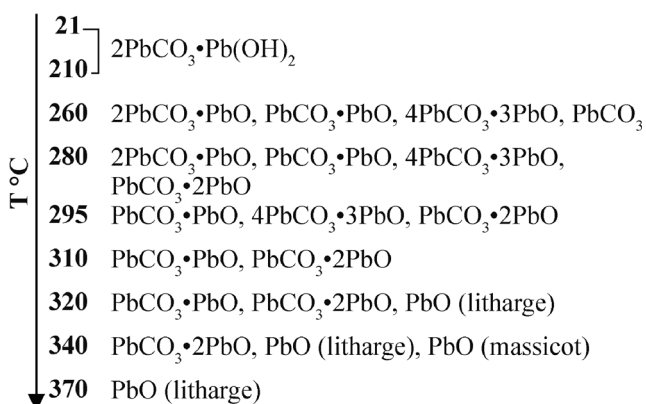 T °C
21
210 2PbCO₃•Pb(OH)₂
260 2PbCO₃•PbO, PbCO₃•PbO, 4PbCO₃•3PbO, PbCO₃
280 2PbCO₃•PbO, PbCO₃•PbO, 4PbCO₃•3PbO,
PbCO₃•2PbO
295 PbCO₃•PbO, 4PbCO₃•3PbO, PbCO₃•2PbO
310 PbCO₃•PbO, PbCO₃•2PbO
320 PbCO₃•PbO, PbCO₃•2PbO, PbO (litharge)
340 PbCO₃•2PbO, PbO (litharge), PbO (massicot)
370 PbO (litharge)